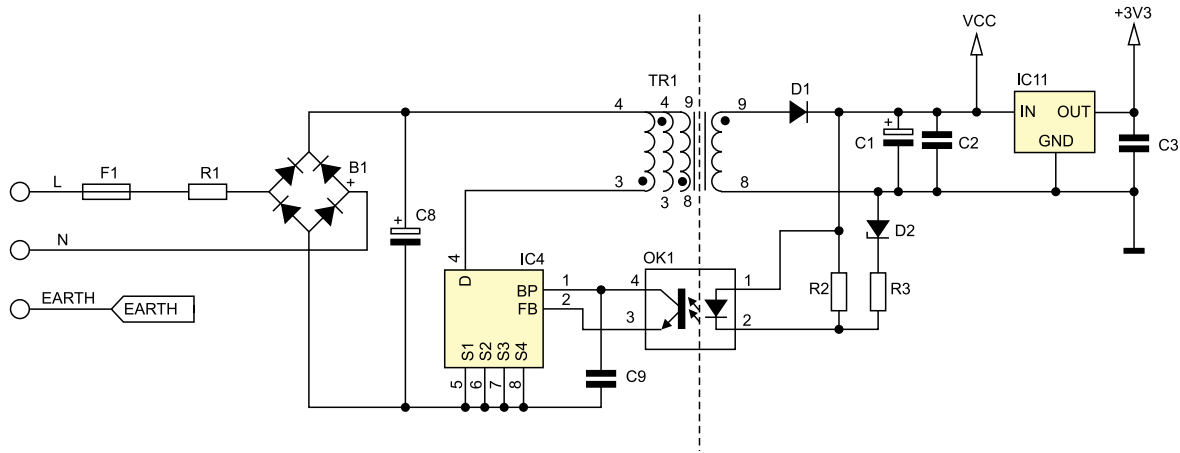 VCC
+3V3
TR1
IC11
D1
4
4
9
9
IN
OUT
F1
R1
B1
+
C8
+
C1
+
C2
GND
C3
L
3
3
8
8
D2
N
IC4
OK1
4
D
BP
1
4
1
R2
R3
EARTH
EARTH
FB
2
3
2
S1
S2
S3
S4
C9
5
6
7
8